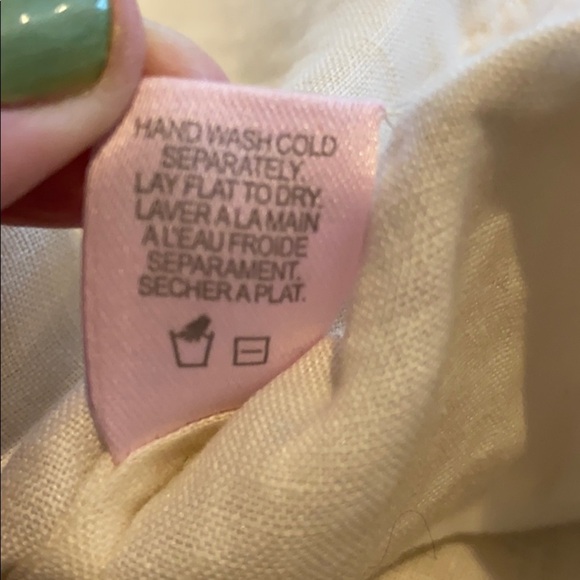 HAND WASH COLD
SEPARATELY.
LAY FLAT TO DRY.
LAVER A LA MAIN
A L'EAU FROIDE
SEPARAMENT.
SECHER A PLAT.